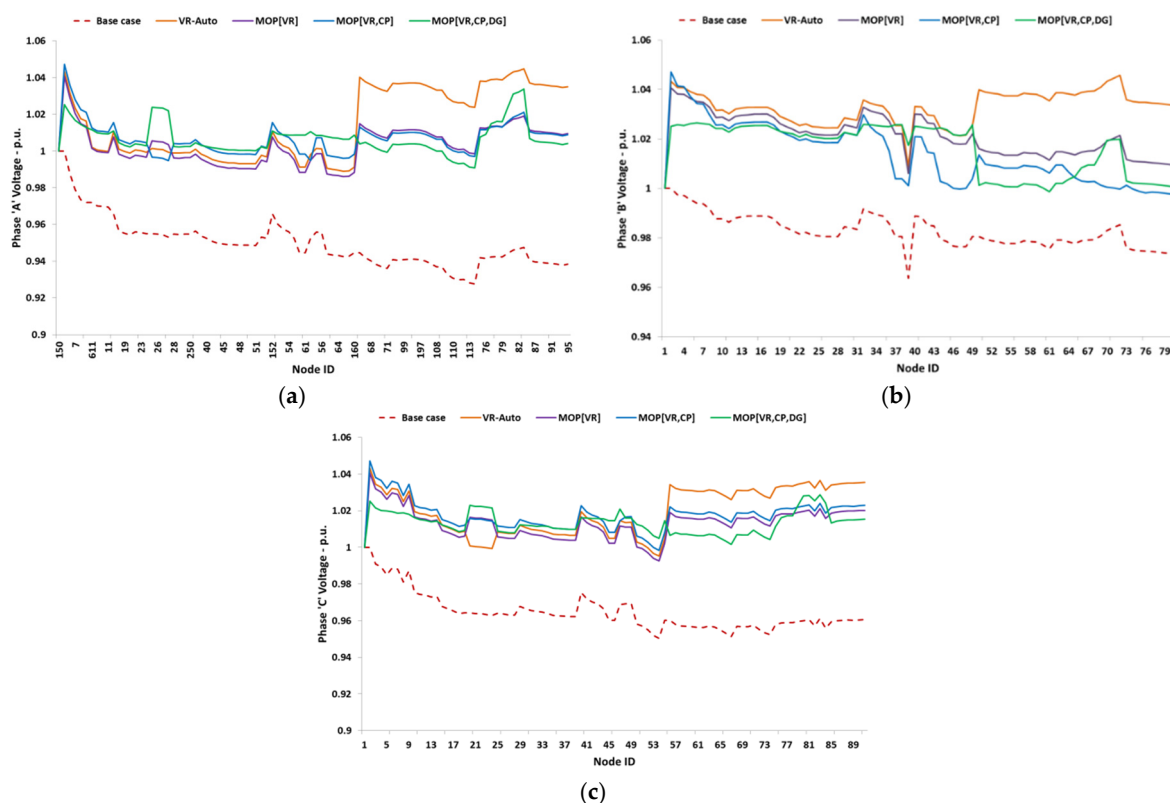 Base case VR-Auto MOP[VR] MOP[VR,CP] MOP[VR,CP,DG]
1.06
1.04
1.02
1
0.98
0.96
0.94
0.92
0.9
Phase 'A' Voltage - p.u.
150 7 611 11 19 23 26 28 250 40 45 48 51 152 54 61 56 64 160 68 71 99 197 108 110 113 76 79 82 87 91 95
Node ID
(a)
Base case VR-Auto MOP[VR] MOP[VR,CP] MOP[VR,CP,DG]
1.06
1.04
1.02
1
0.98
0.96
0.94
Phase 'B' Voltage - p.u.
1 4 7 10 13 16 19 22 25 28 31 34 37 40 43 46 49 52 55 58 61 64 67 70 73 76 79
Node ID
(b)
Base case VR-Auto MOP[VR] MOP[VR,CP] MOP[VR,CP,DG]
1.06
1.04
1.02
1
0.98
0.96
0.94
0.92
0.9
Phase 'C' Voltage - p.u.
1 5 9 13 17 21 25 29 33 37 41 45 49 53 57 61 65 69 73 77 81 85 89
Node ID
(c)